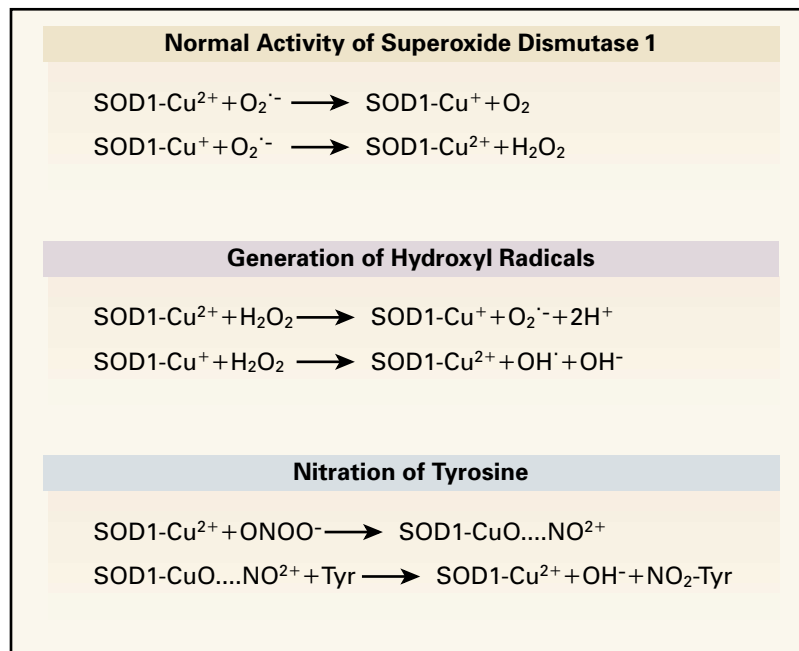 Normal Activity of Superoxide Dismutase 1
SOD1-Cu²⁺+O₂˙⁻ ⟶ SOD1-Cu⁺+O₂
SOD1-Cu⁺+O₂˙⁻ ⟶ SOD1-Cu²⁺+H₂O₂
Generation of Hydroxyl Radicals
SOD1-Cu²⁺+H₂O₂ ⟶ SOD1-Cu⁺+O₂˙⁻+2H⁺
SOD1-Cu⁺+H₂O₂ ⟶ SOD1-Cu²⁺+OH˙+OH⁻
Nitration of Tyrosine
SOD1-Cu²⁺+ONOO⁻ ⟶ SOD1-CuO....NO²⁺
SOD1-CuO....NO²⁺+Tyr ⟶ SOD1-Cu²⁺+OH⁻+NO₂-Tyr